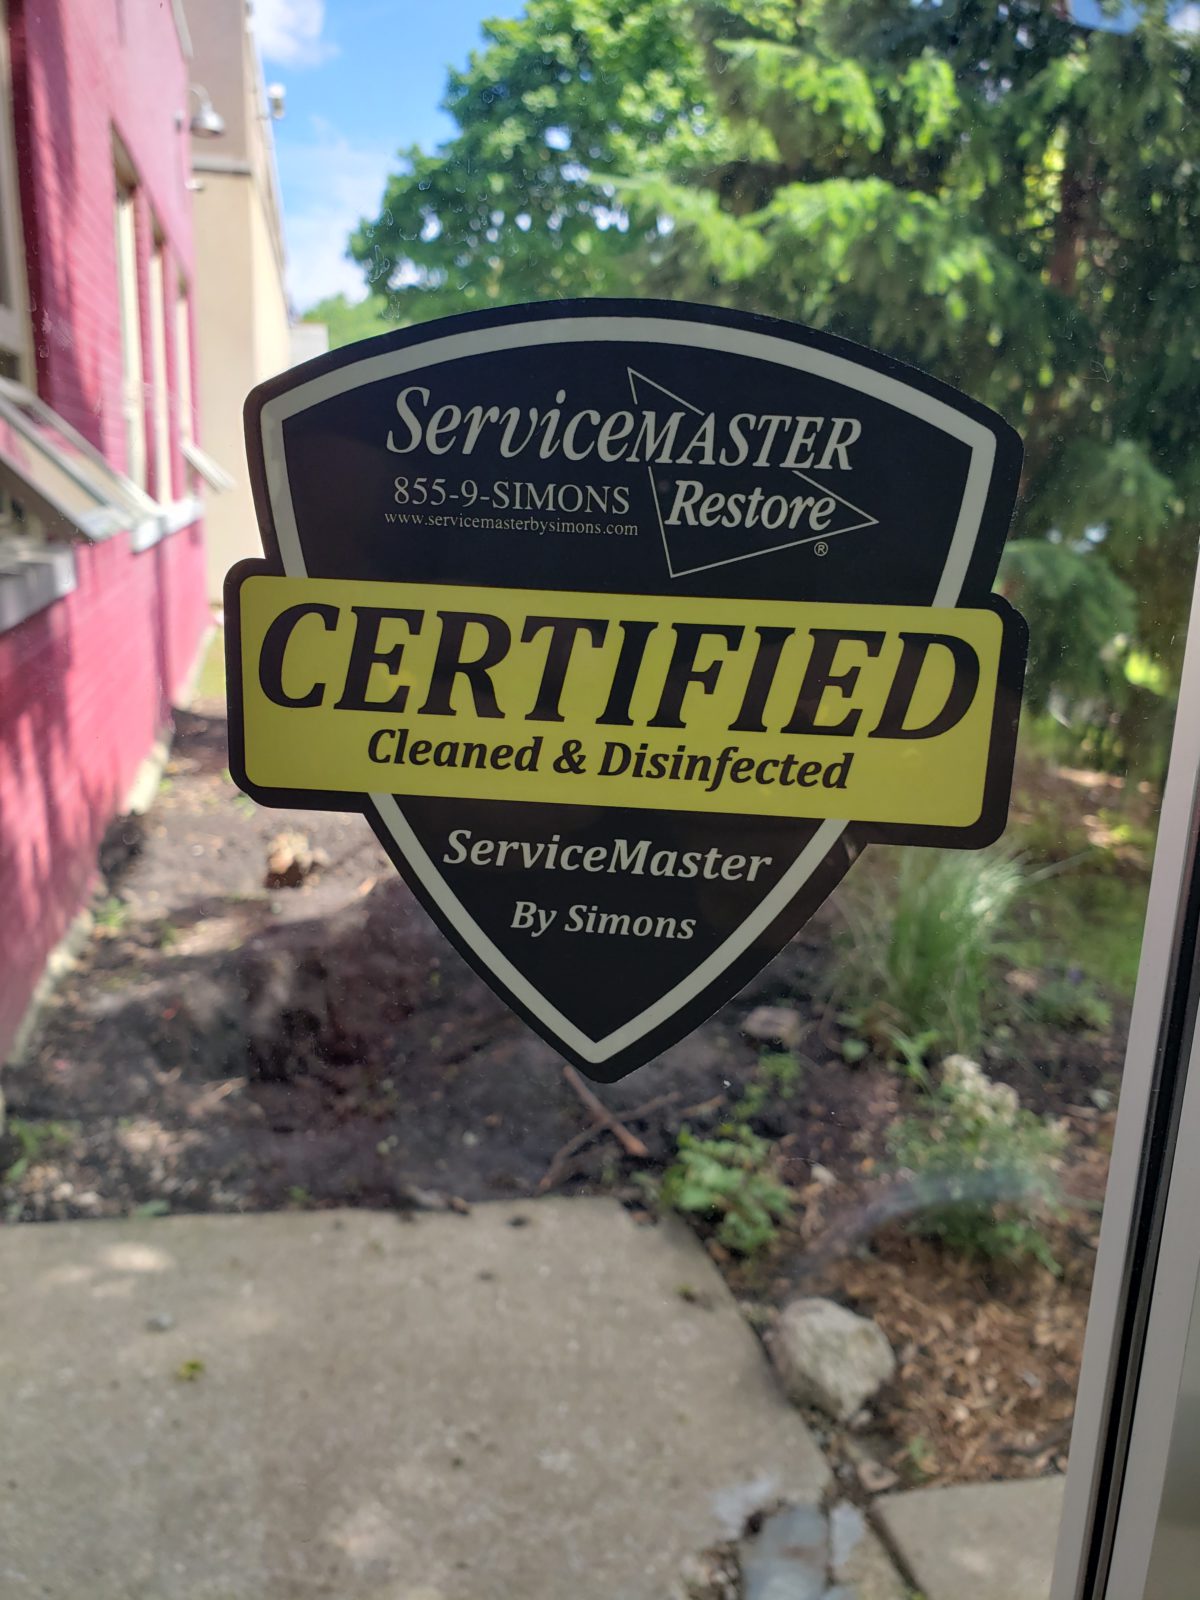 ServiceMASTER
855-9-SIMONS
Restore
www.servicemasterbysimons.com
®
CERTIFIED
Cleaned & Disinfected
ServiceMaster
By Simons